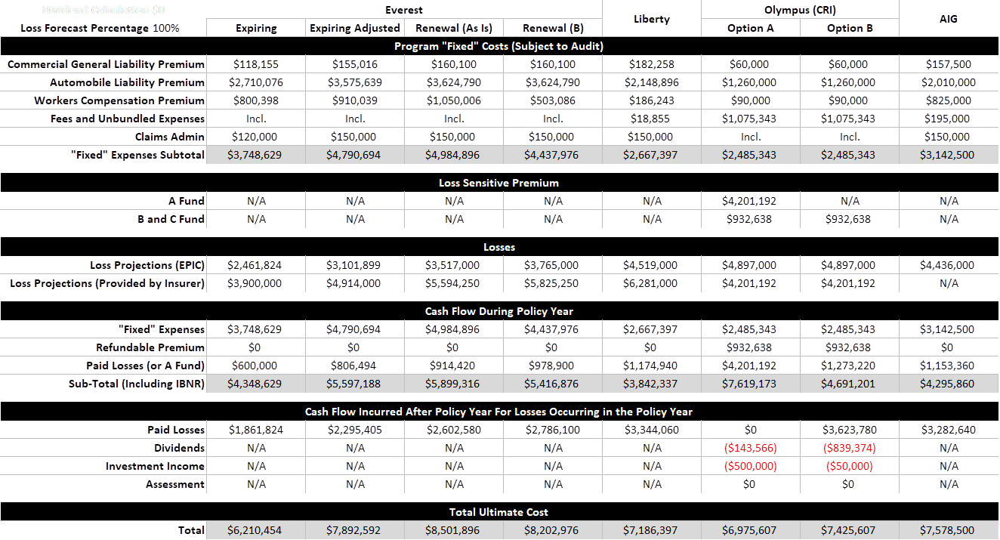 Dividend Calculation: $0
Everest Liberty Olympus (CRI) AIG
Loss Forecast Percentage 100% Expiring Expiring Adjusted Renewal (As Is) Renewal (B) Option A Option B
Program "Fixed" Costs (Subject to Audit)
Commercial General Liability Premium $118,155 $155,016 $160,100 $160,100 $182,258 $60,000 $60,000 $157,500
Automobile Liability Premium $2,710,076 $3,575,639 $3,624,790 $3,624,790 $2,148,896 $1,260,000 $1,260,000 $2,010,000
Workers Compensation Premium $800,398 $910,039 $1,050,006 $503,086 $186,243 $90,000 $90,000 $825,000
Fees and Unbundled Expenses Incl. Incl. Incl. Incl. $18,855 $1,075,343 $1,075,343 $195,000
Claims Admin $120,000 $150,000 $150,000 $150,000 $150,000 Incl. Incl. $150,000
"Fixed" Expenses Subtotal $3,748,629 $4,790,694 $4,984,896 $4,437,976 $2,667,397 $2,485,343 $2,485,343 $3,142,500
Loss Sensitive Premium
A Fund N/A N/A N/A N/A N/A $4,201,192 N/A N/A
B and C Fund N/A N/A N/A N/A N/A $932,638 $932,638 N/A
Losses
Loss Projections (EPIC) $2,461,824 $3,101,899 $3,517,000 $3,765,000 $4,519,000 $4,897,000 $4,897,000 $4,436,000
Loss Projections (Provided by Insurer) $3,900,000 $4,914,000 $5,594,250 $5,825,250 $6,281,000 $4,201,192 $4,201,192 N/A
Cash Flow During Policy Year
"Fixed" Expenses $3,748,629 $4,790,694 $4,984,896 $4,437,976 $2,667,397 $2,485,343 $2,485,343 $3,142,500
Refundable Premium $0 $0 $0 $0 $0 $932,638 $932,638 $0
Paid Losses (or A Fund) $600,000 $806,494 $914,420 $978,900 $1,174,940 $4,201,192 $1,273,220 $1,153,360
Sub-Total (Including IBNR) $4,348,629 $5,597,188 $5,899,316 $5,416,876 $3,842,337 $7,619,173 $4,691,201 $4,295,860
Cash Flow Incurred After Policy Year For Losses Occurring in the Policy Year
Paid Losses $1,861,824 $2,295,405 $2,602,580 $2,786,100 $3,344,060 $0 $3,623,780 $3,282,640
Dividends N/A N/A N/A N/A N/A ($143,566) ($839,374) N/A
Investment Income N/A N/A N/A N/A N/A ($500,000) ($50,000) N/A
Assessment N/A N/A N/A N/A N/A $0 $0 N/A
Total Ultimate Cost
Total $6,210,454 $7,892,592 $8,501,896 $8,202,976 $7,186,397 $6,975,607 $7,425,607 $7,578,500